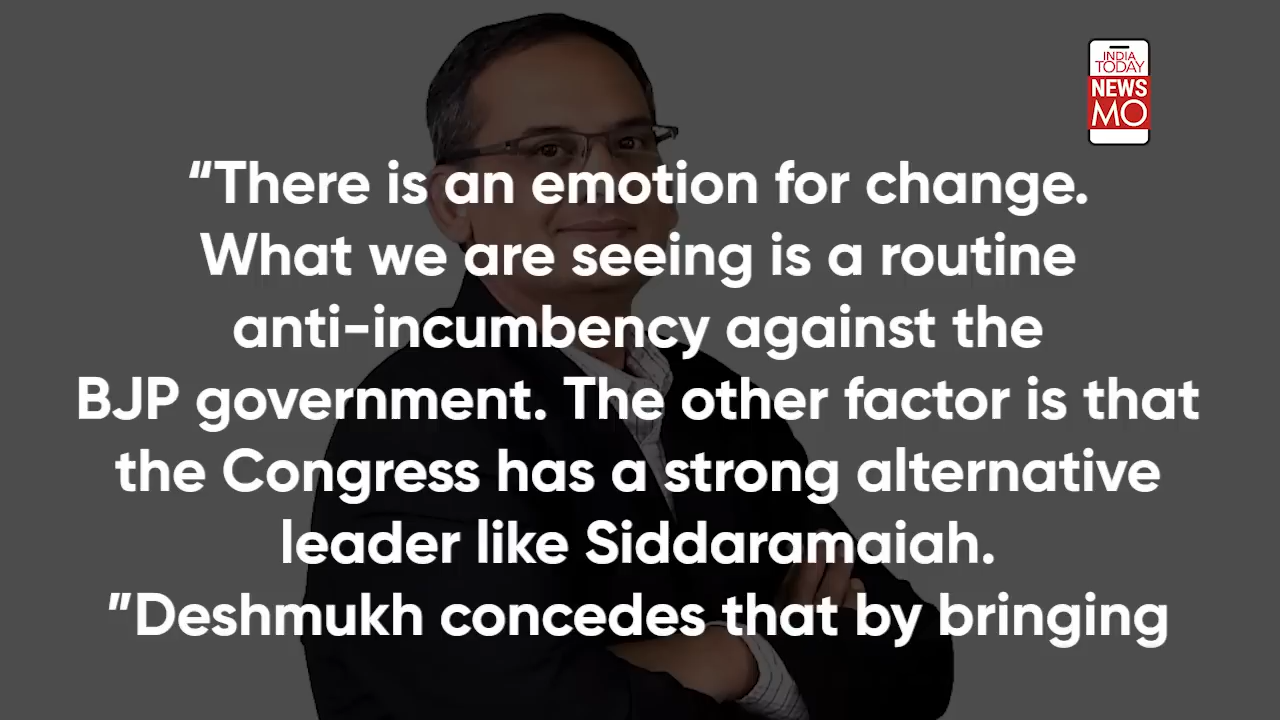 INDIA
TODAY
NEWS
MO
“There is an emotion for change.
What we are seeing is a routine
anti-incumbency against the
BJP government. The other factor is that
the Congress has a strong alternative
leader like Siddaramaiah.
”Deshmukh concedes that by bringing